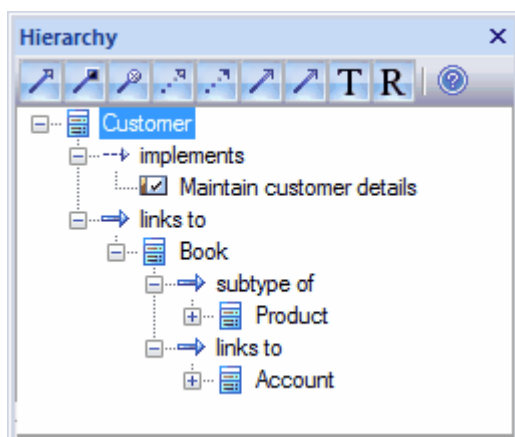 Hierarchy
T R ?
Customer
implements
Maintain customer details
links to
Book
subtype of
Product
links to
Account